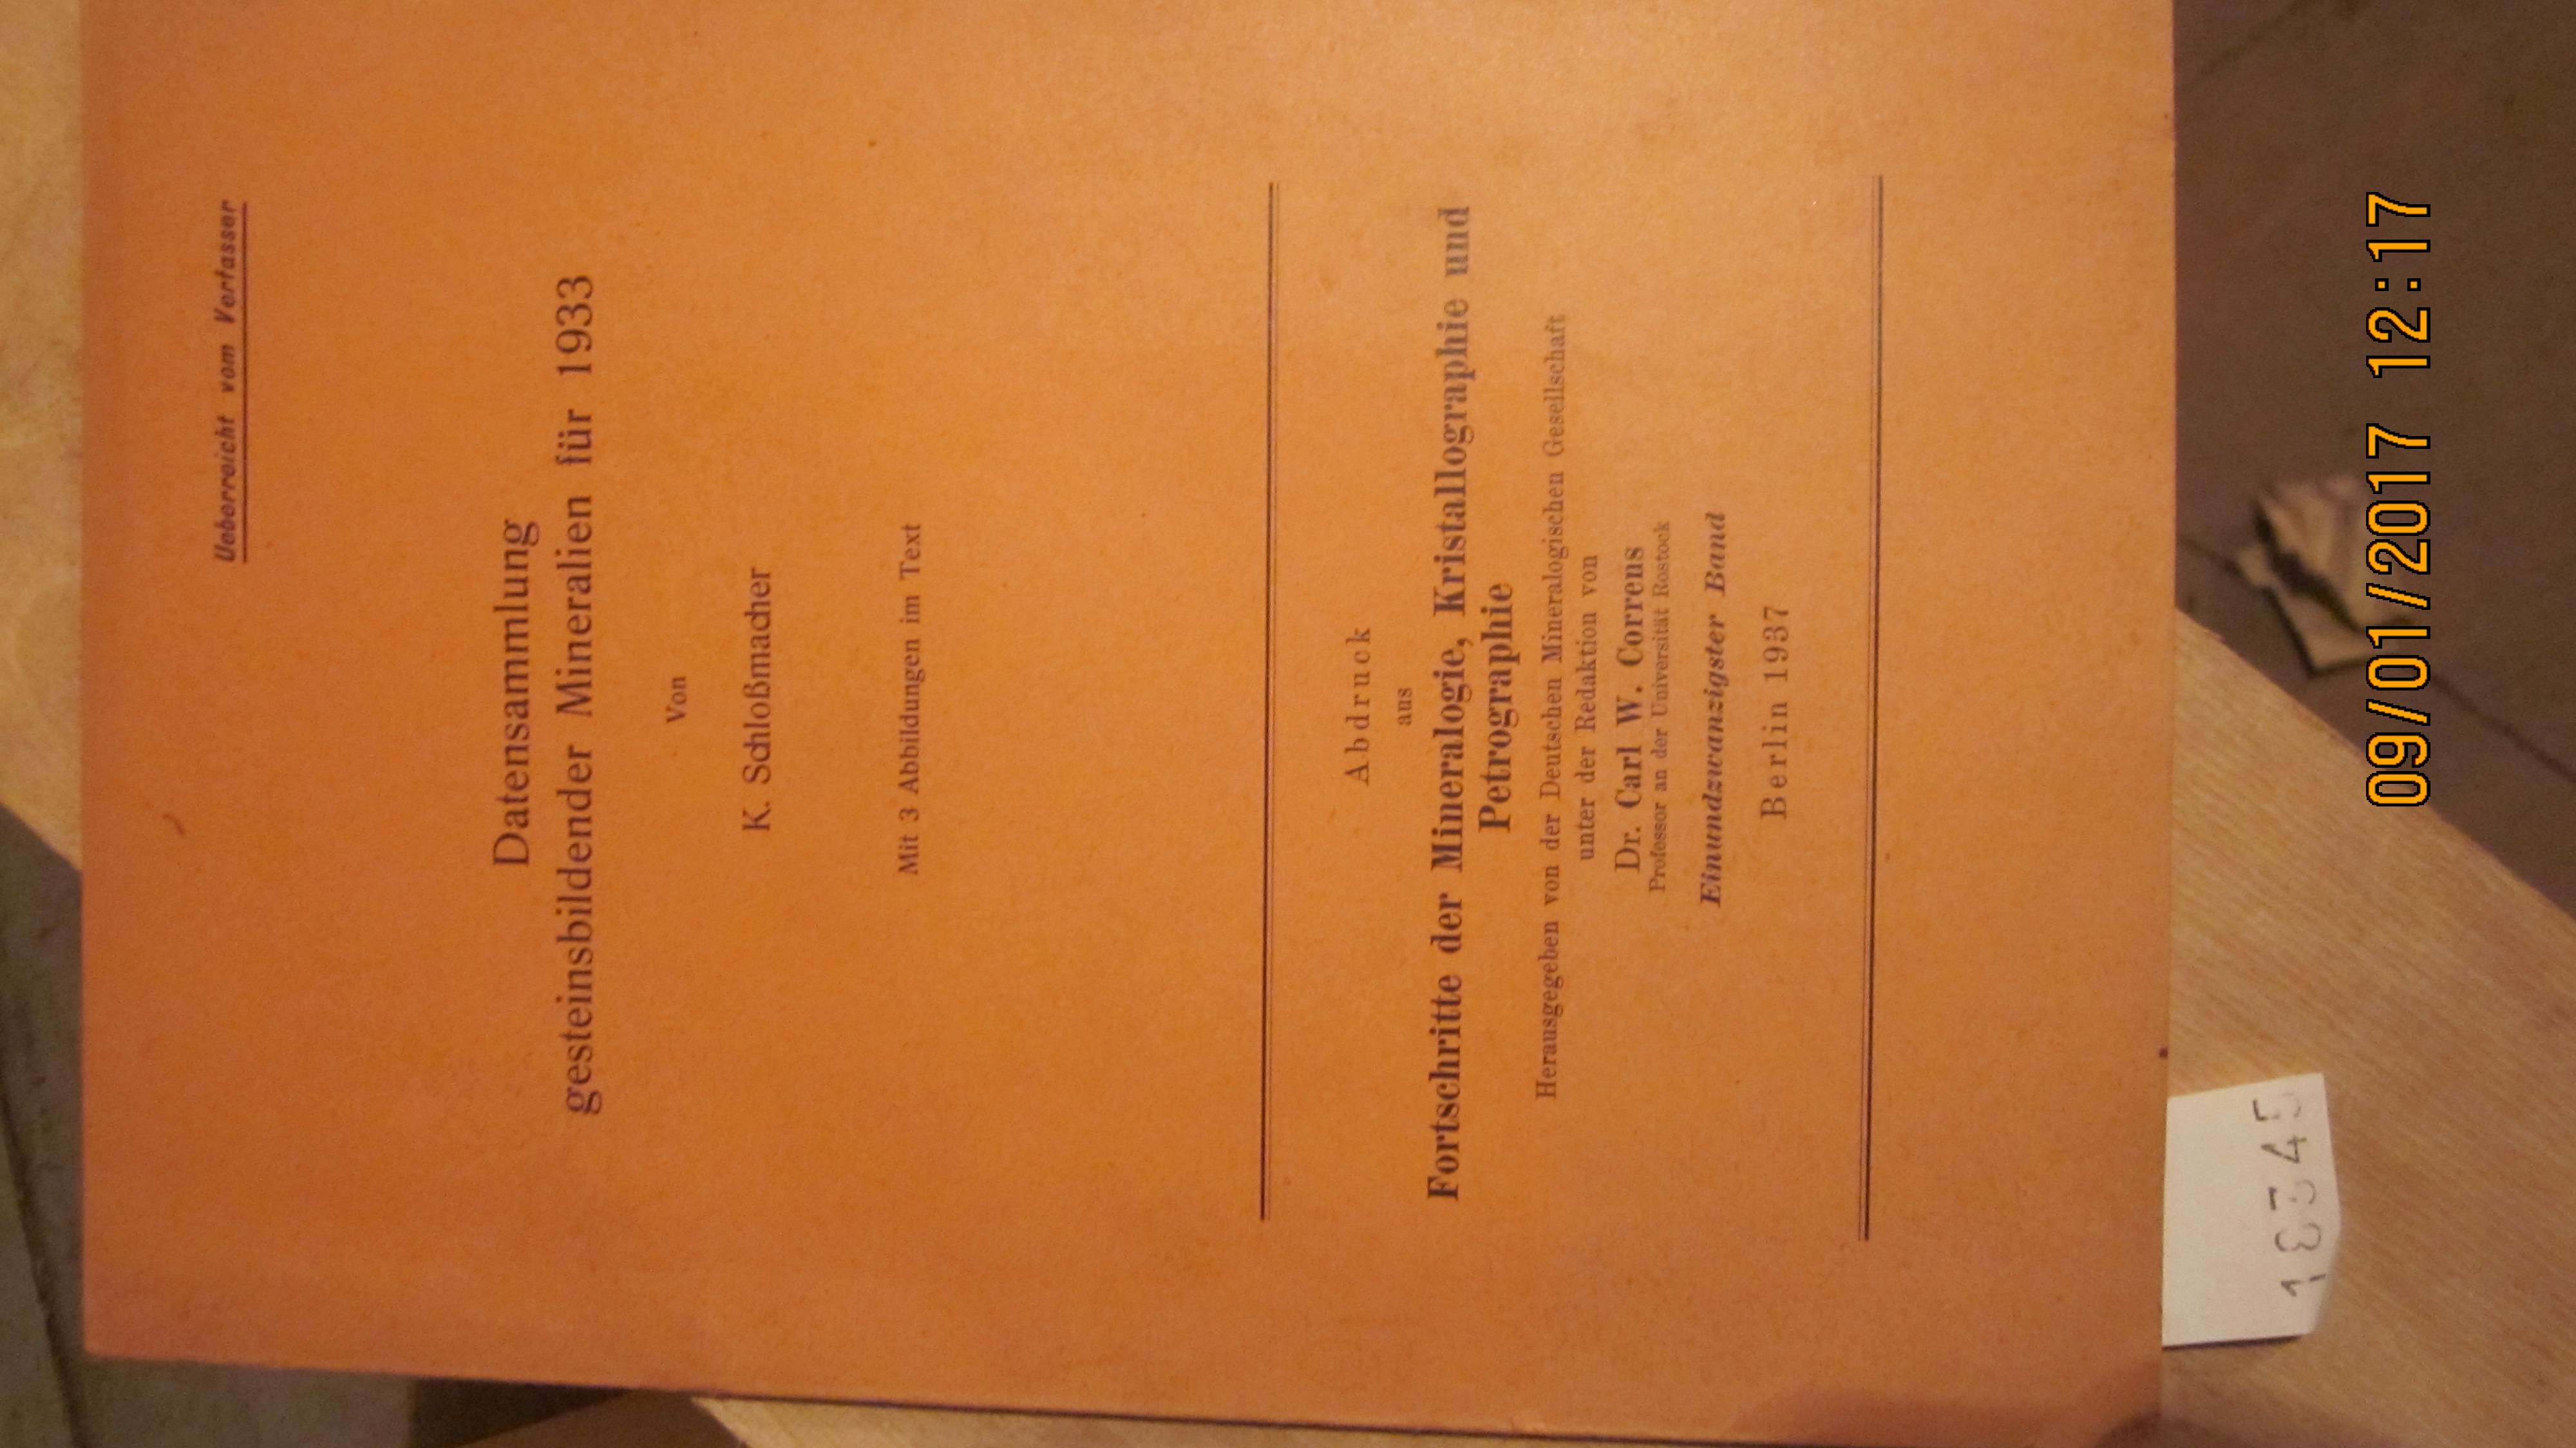 Ueberreicht vom Verfasser
Datensammlung
gesteinsbildender Mineralien für 1933
Von
K. Schloßmacher
Mit 3 Abbildungen im Text
Abdruck
aus
Fortschritte der Mineralogie, Kristallographie und
Petrographie
Herausgegeben von der Deutschen Mineralogischen Gesellschaft
unter der Redaktion von
Dr. Carl W. Correns
Professor an der Universität Rostock
Einundzwanzigster Band
Berlin 1937
18345
09/01/2017 12:17